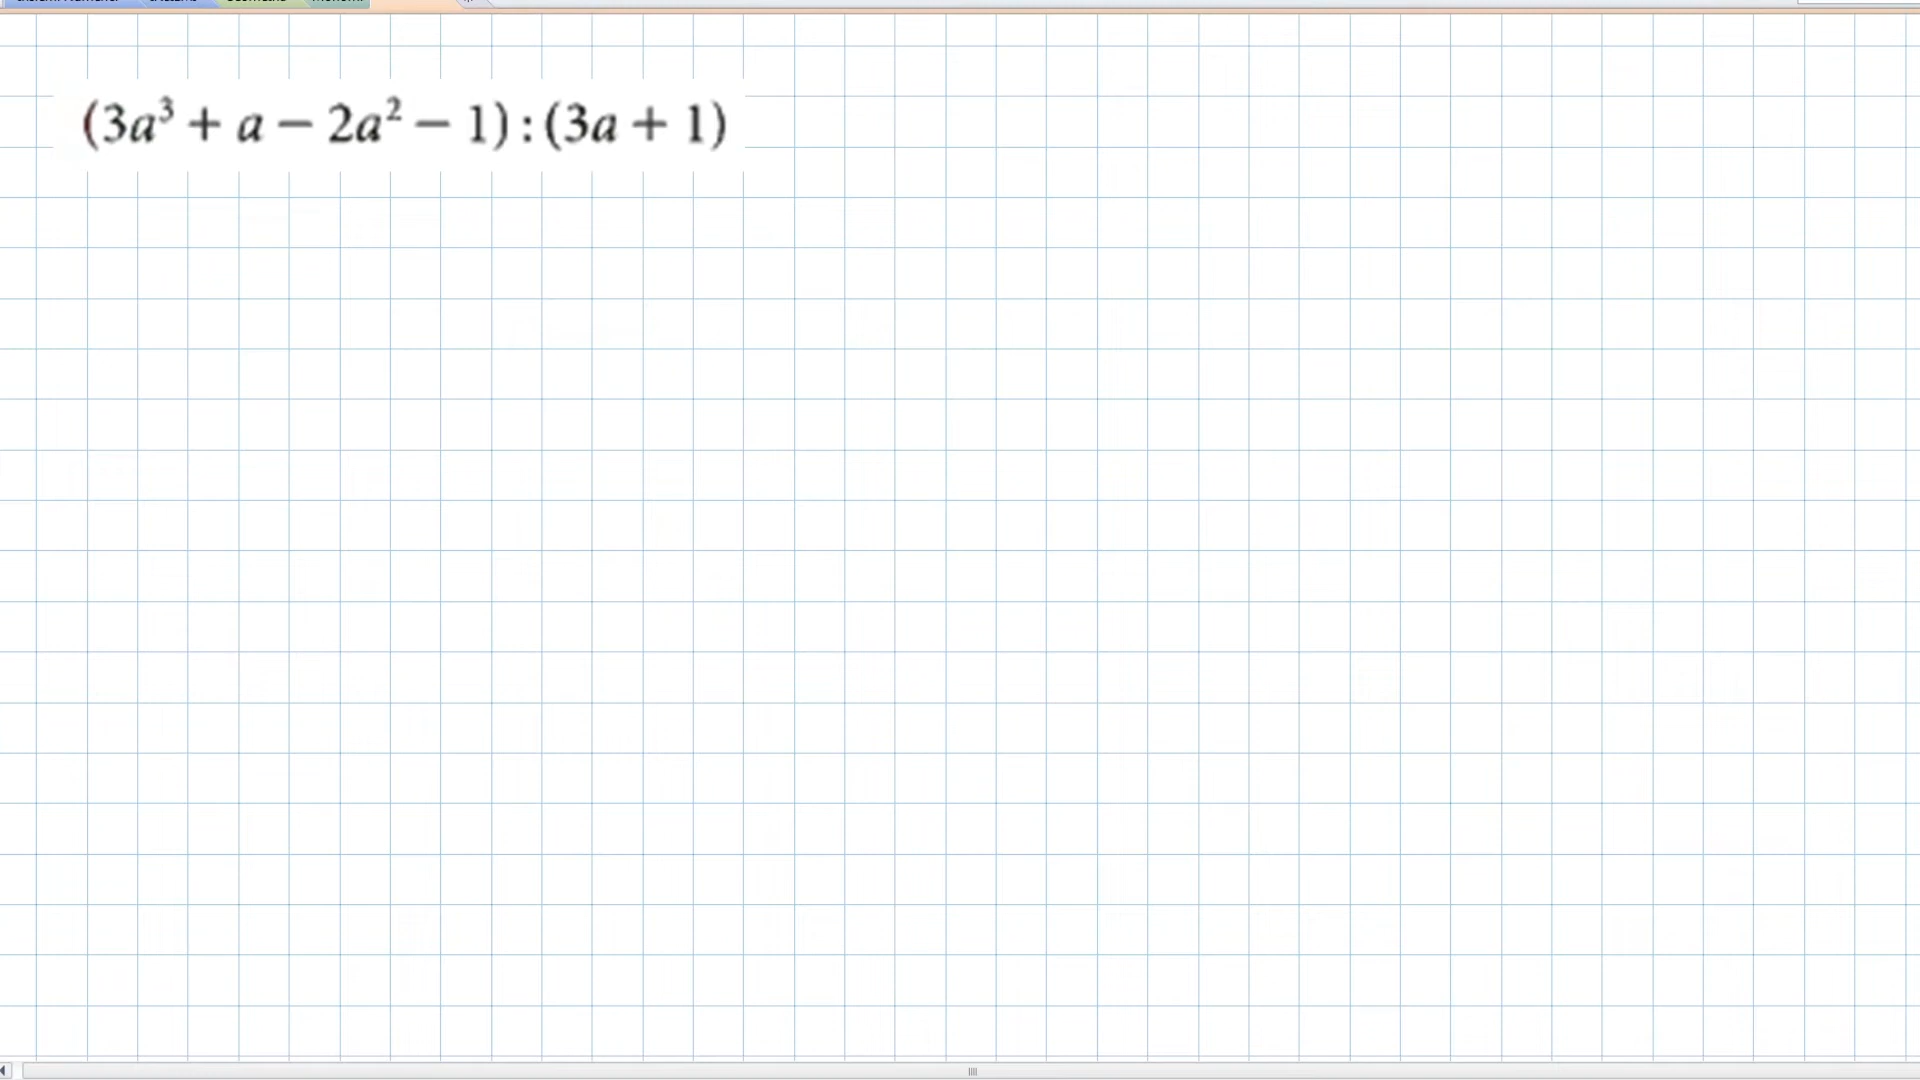 (3a³ + a − 2a² − 1) : (3a + 1)